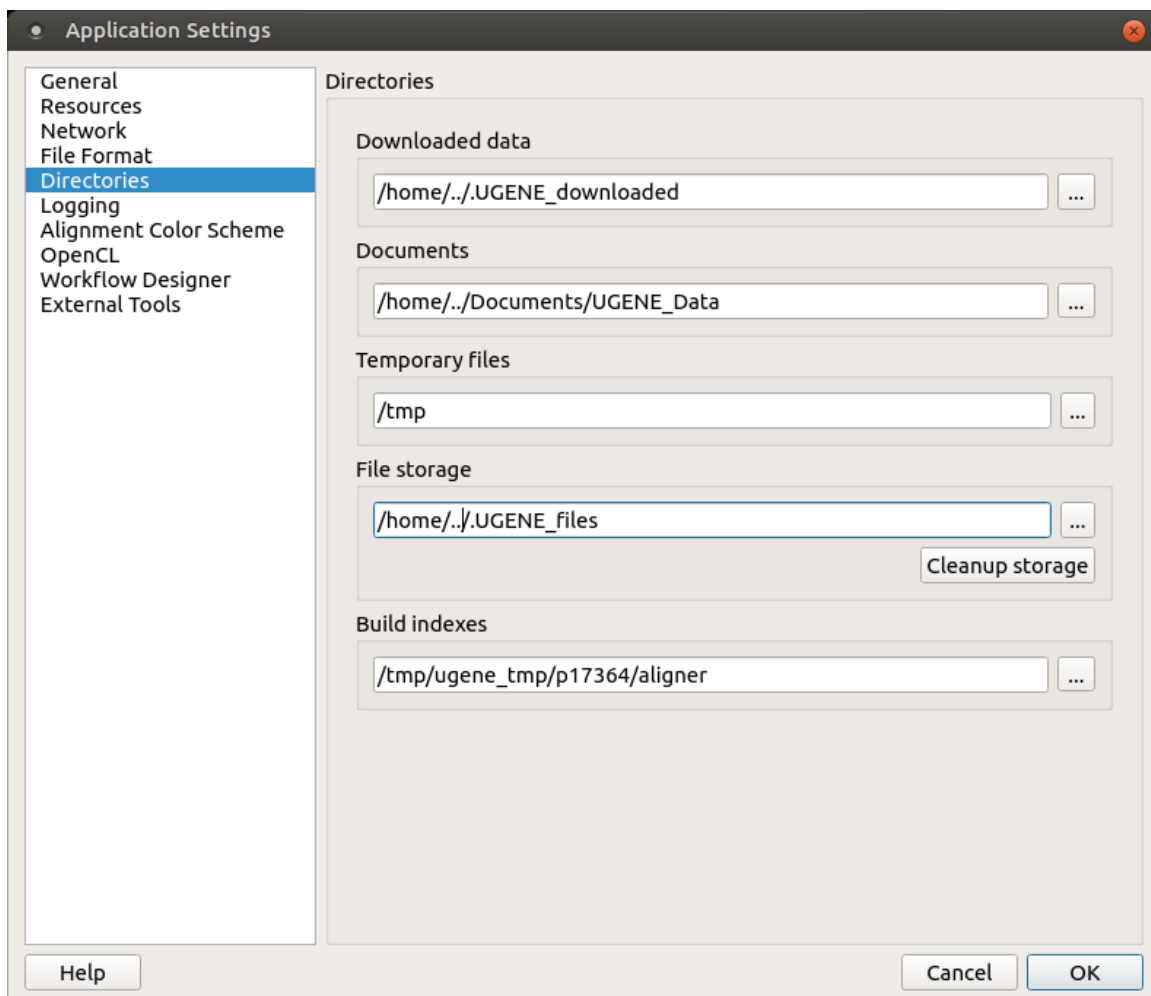 Application Settings
General
Resources
Network
File Format
Directories
Logging
Alignment Color Scheme
OpenCL
Workflow Designer
External Tools
Directories
Downloaded data
/home/../.UGENE_downloaded
...
Documents
/home/../Documents/UGENE_Data
...
Temporary files
/tmp
...
File storage
/home/../.UGENE_files
...
Cleanup storage
Build indexes
/tmp/ugene_tmp/p17364/aligner
...
Help
Cancel
OK